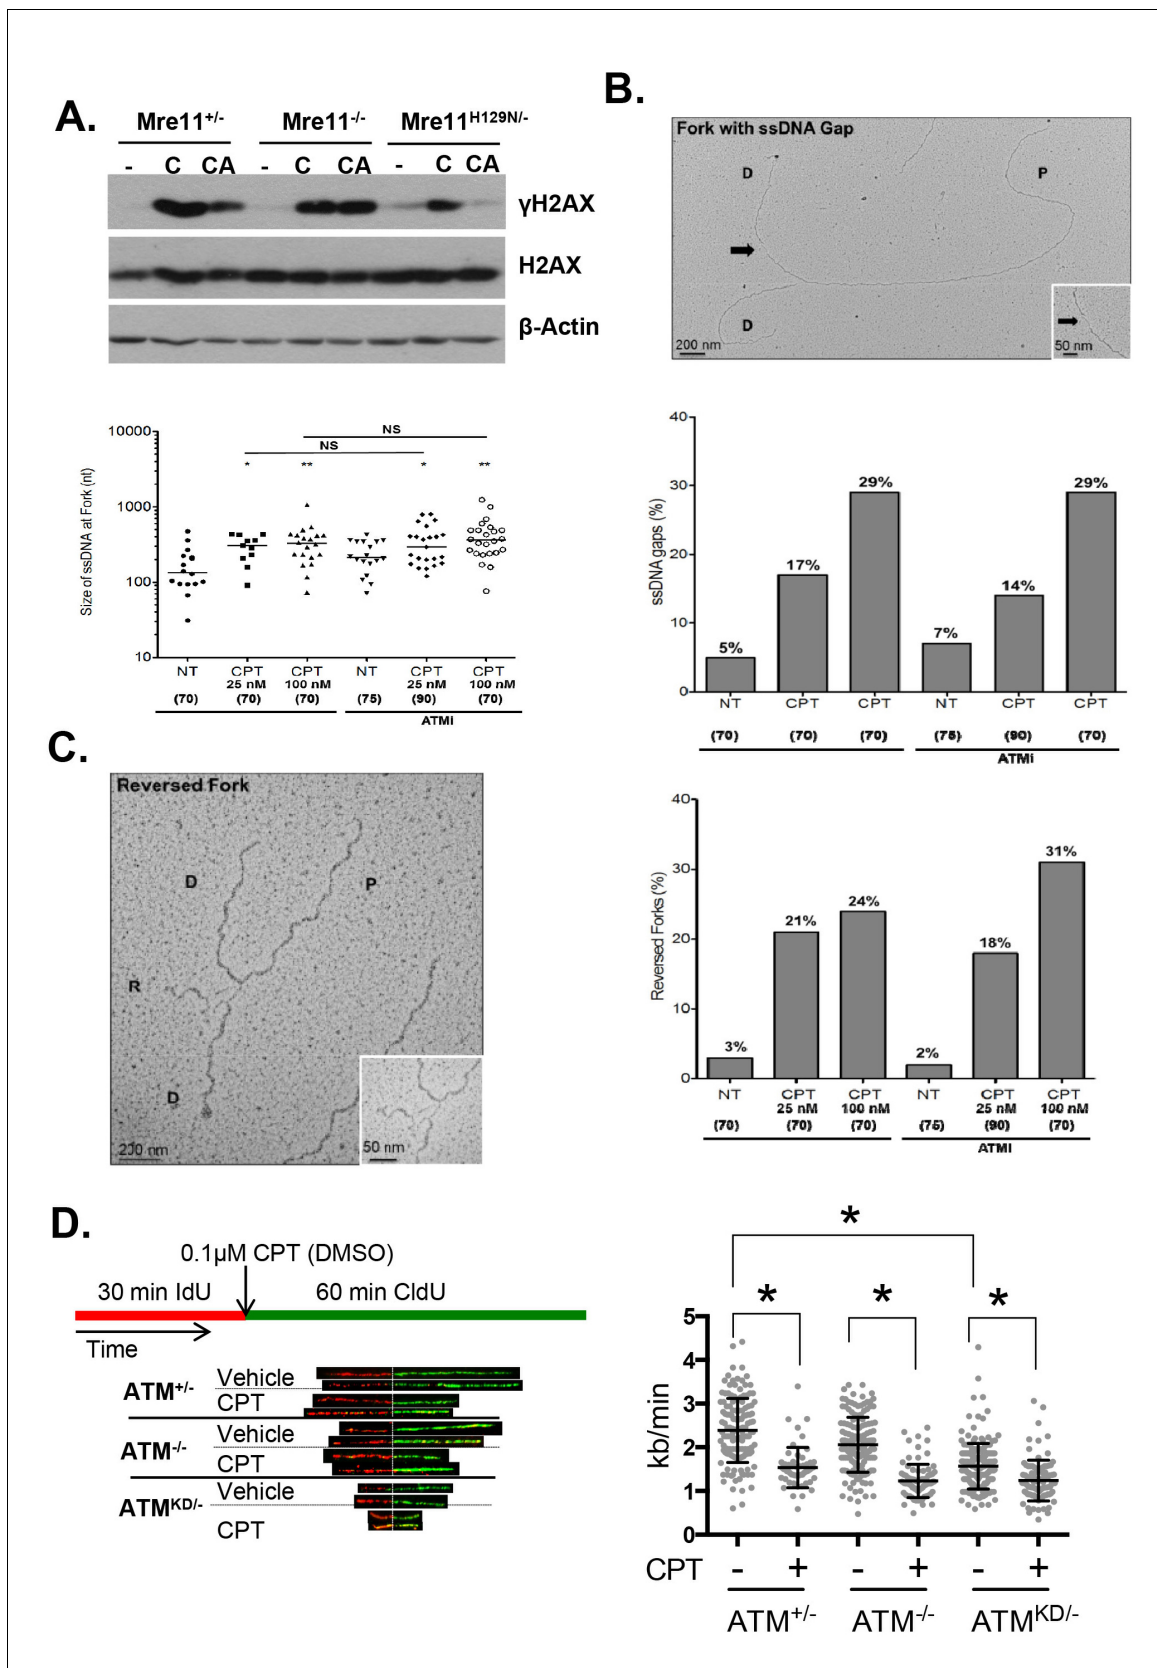 A.
Mre11+/- Mre11-/- Mre11H129N/-
- C CA - C CA - C CA
γH2AX
H2AX
β-Actin
10000
1000
100
10
Size of ssDNA at Fork (nt)
NS
NS
* ** * **
NT CPT CPT NT CPT CPT
25 nM 100 nM 25 nM 100 nM
(70) (70) (70) (75) (90) (70)
ATMi
B.
Fork with ssDNA Gap
D
P
D
200 nm
50 nm
40
30
20
10
0
ssDNA gaps (%)
5% 17% 29% 7% 14% 29%
NT CPT CPT NT CPT CPT
(70) (70) (70) (75) (90) (70)
ATMi
C.
Reversed Fork
D
P
R
D
200 nm
50 nm
40
30
20
10
0
Reversed Forks (%)
3% 21% 24% 2% 18% 31%
NT CPT CPT NT CPT CPT
25 nM 100 nM 25 nM 100 nM
(70) (70) (70) (75) (90) (70)
ATMi
D.
0.1µM CPT (DMSO)
30 min IdU 60 min CldU
Time
ATM+/-
Vehicle
CPT
ATM-/-
Vehicle
CPT
ATMKD/-
Vehicle
CPT
*
* * *
5
4
3
2
1
0
kb/min
CPT - + - + - +
ATM+/- ATM-/- ATMKD/-